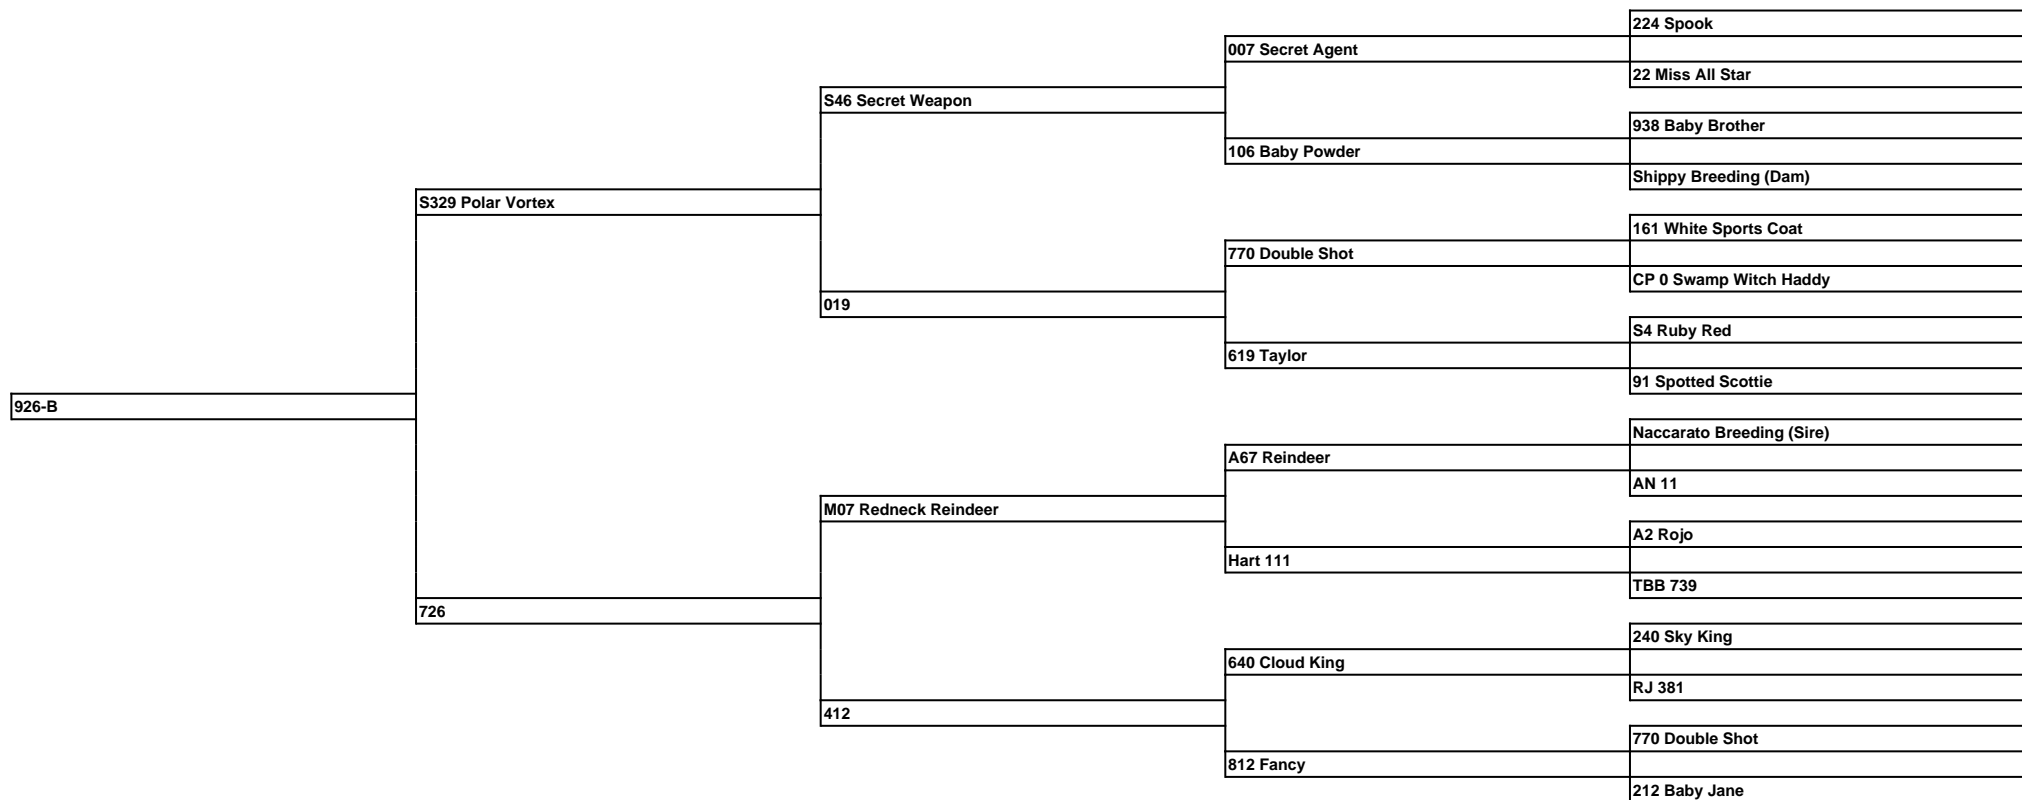 224 Spook
007 Secret Agent
22 Miss All Star
S46 Secret Weapon
938 Baby Brother
106 Baby Powder
Shippy Breeding (Dam)
S329 Polar Vortex
161 White Sports Coat
770 Double Shot
CP 0 Swamp Witch Haddy
019
S4 Ruby Red
619 Taylor
91 Spotted Scottie
926-B
Naccarato Breeding (Sire)
A67 Reindeer
AN 11
M07 Redneck Reindeer
A2 Rojo
Hart 111
TBB 739
726
240 Sky King
640 Cloud King
RJ 381
412
770 Double Shot
812 Fancy
212 Baby Jane